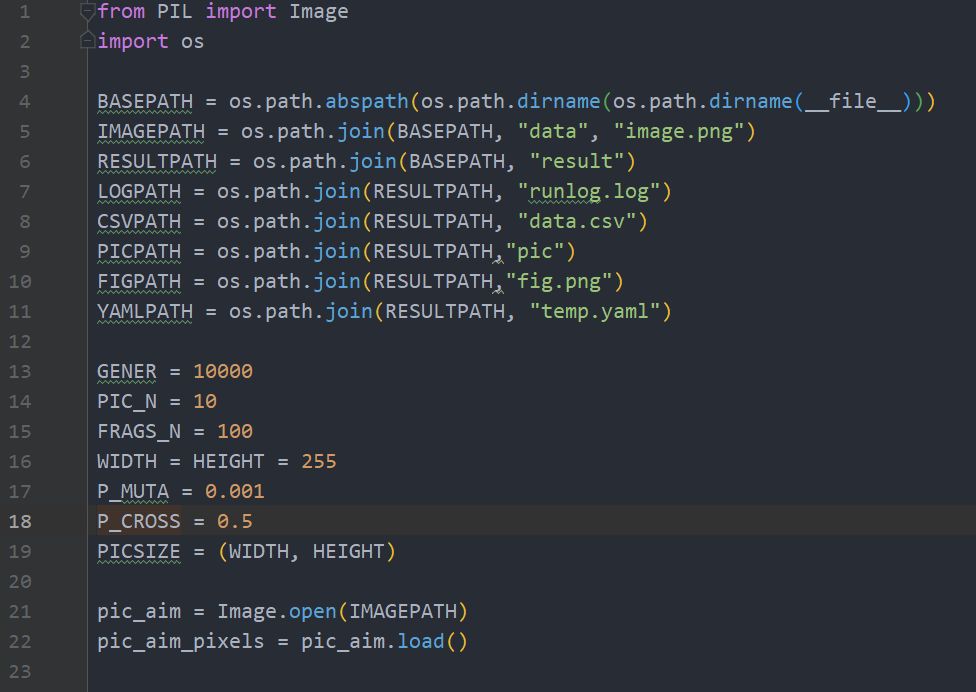 1 from PIL import Image
2 import os
3
4 BASEPATH = os.path.abspath(os.path.dirname(os.path.dirname(__file__)))
5 IMAGEPATH = os.path.join(BASEPATH, "data", "image.png")
6 RESULTPATH = os.path.join(BASEPATH, "result")
7 LOGPATH = os.path.join(RESULTPATH, "runlog.log")
8 CSVPATH = os.path.join(RESULTPATH, "data.csv")
9 PICPATH = os.path.join(RESULTPATH,"pic")
10 FIGPATH = os.path.join(RESULTPATH,"fig.png")
11 YAMLPATH = os.path.join(RESULTPATH, "temp.yaml")
12
13 GENER = 10000
14 PIC_N = 10
15 FRAGS_N = 100
16 WIDTH = HEIGHT = 255
17 P_MUTA = 0.001
18 P_CROSS = 0.5
19 PICSIZE = (WIDTH, HEIGHT)
20
21 pic_aim = Image.open(IMAGEPATH)
22 pic_aim_pixels = pic_aim.load()
23